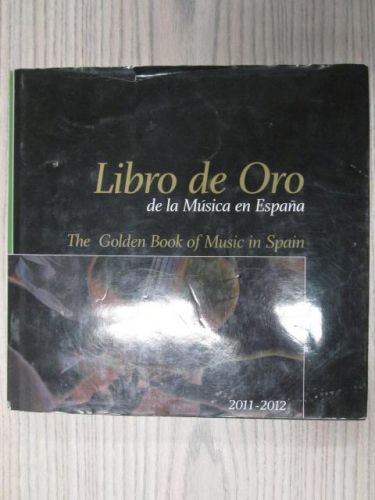 Libro de Oro
de la Música en España
The Golden Book of Music in Spain
2011-2012